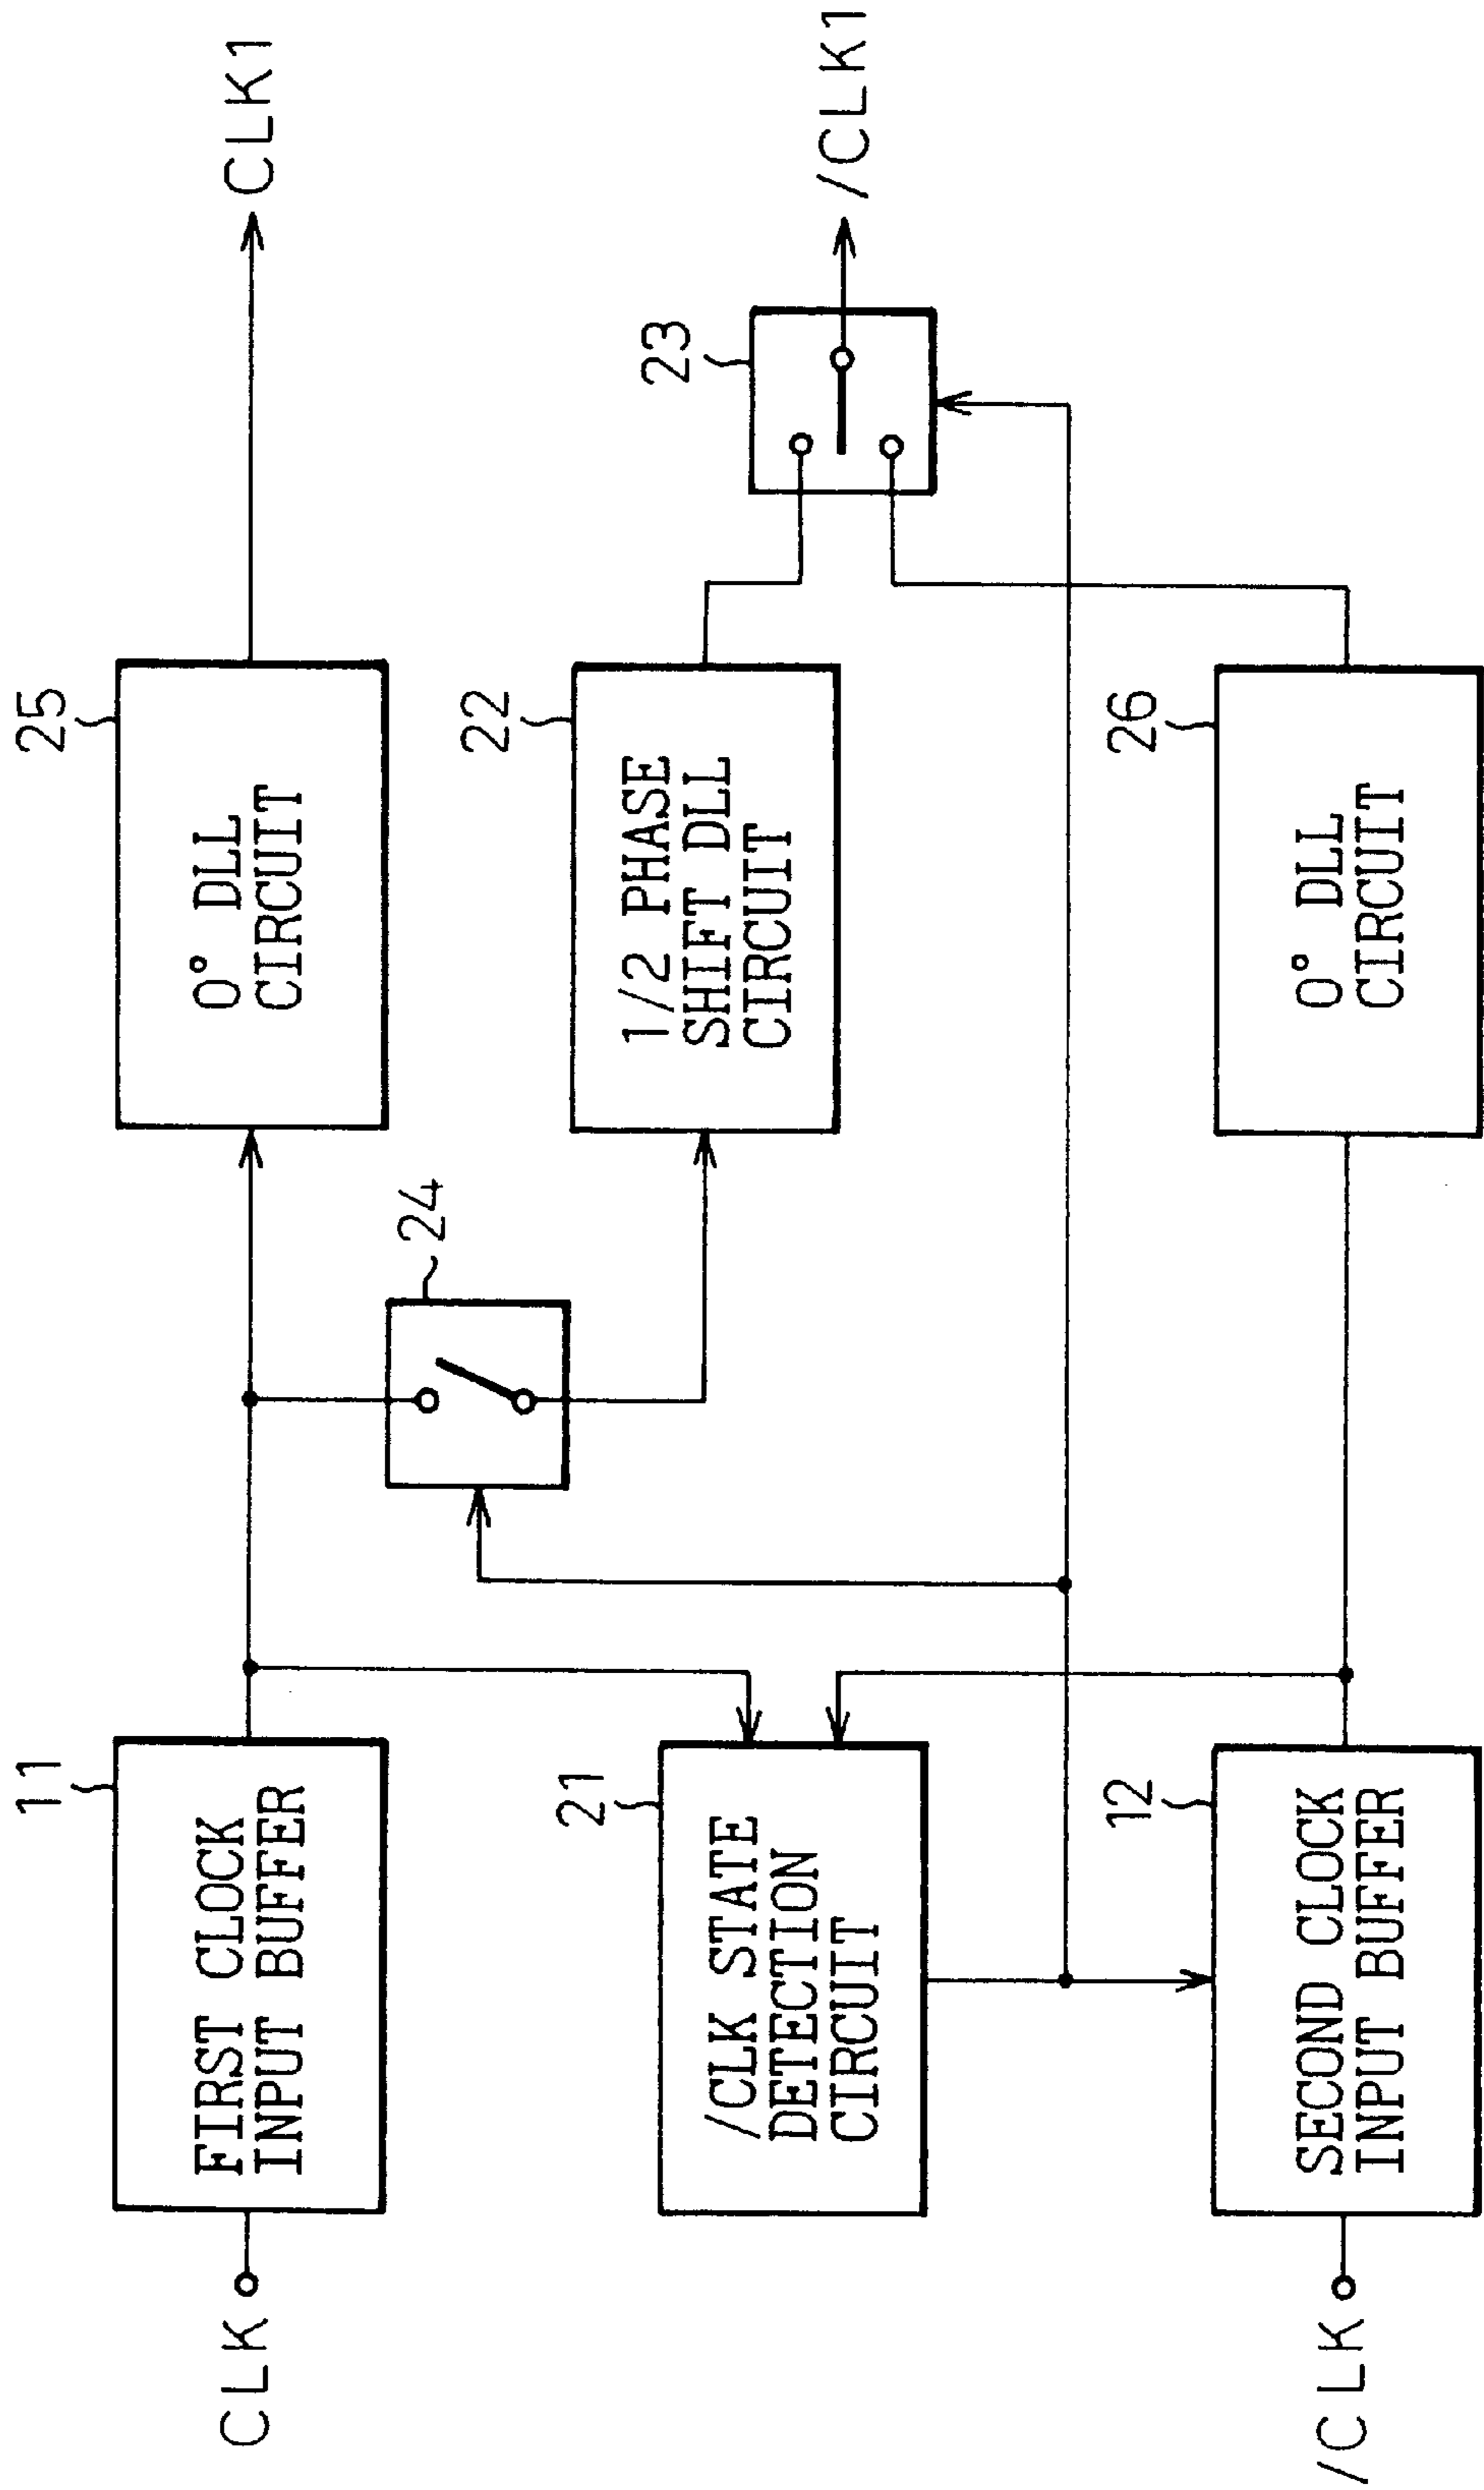 CLK
11
FIRST CLOCK
INPUT BUFFER
24
25
0° DLL
CIRCUIT
CLK1
21
/CLK STATE
DETECTION
CIRCUIT
22
1/2 PHASE
SHIFT DLL
CIRCUIT
23
/CLK1
/CLK
12
SECOND CLOCK
INPUT BUFFER
26
0° DLL
CIRCUIT